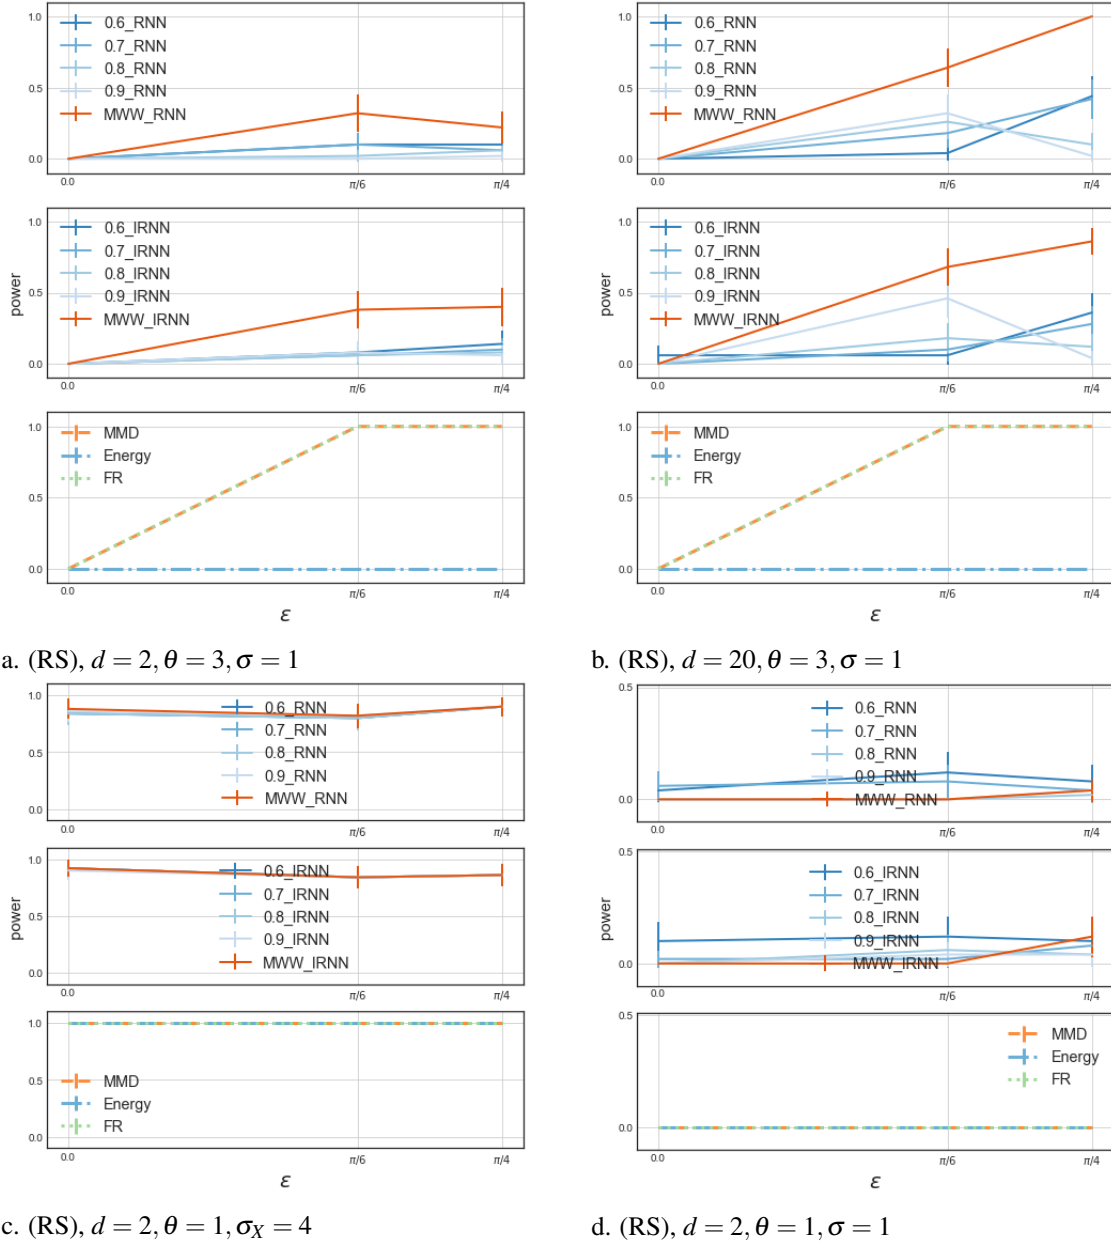 1.0
0.5
0.0
0.6_RNN
0.7_RNN
0.8_RNN
0.9_RNN
MWW_RNN
0.0
π/6
π/4
1.0
0.5
0.0
power
0.6_IRNN
0.7_IRNN
0.8_IRNN
0.9_IRNN
MWW_IRNN
0.0
π/6
π/4
1.0
0.5
0.0
MMD
Energy
FR
0.0
π/6
π/4
ε
a. (RS), d = 2, θ = 3, σ = 1
1.0
0.5
0.0
0.6_RNN
0.7_RNN
0.8_RNN
0.9_RNN
MWW_RNN
0.0
π/6
π/4
1.0
0.5
0.0
power
0.6_IRNN
0.7_IRNN
0.8_IRNN
0.9_IRNN
MWW_IRNN
0.0
π/6
π/4
1.0
0.5
0.0
MMD
Energy
FR
0.0
π/6
π/4
ε
b. (RS), d = 20, θ = 3, σ = 1
1.0
0.5
0.0
0.6_RNN
0.7_RNN
0.8_RNN
0.9_RNN
MWW_RNN
0.0
π/6
π/4
1.0
0.5
0.0
power
0.6_IRNN
0.7_IRNN
0.8_IRNN
0.9_IRNN
MWW_IRNN
0.0
π/6
π/4
1.0
0.5
0.0
MMD
Energy
FR
0.0
π/6
π/4
ε
c. (RS), d = 2, θ = 1, σ_X = 4
0.5
0.0
0.6_RNN
0.7_RNN
0.8_RNN
0.9_RNN
MWW_RNN
0.0
π/6
π/4
0.5
0.0
power
0.6_IRNN
0.7_IRNN
0.8_IRNN
0.9_IRNN
MWW_IRNN
0.0
π/6
π/4
0.5
0.0
MMD
Energy
FR
0.0
π/6
π/4
ε
d. (RS), d = 2, θ = 1, σ = 1